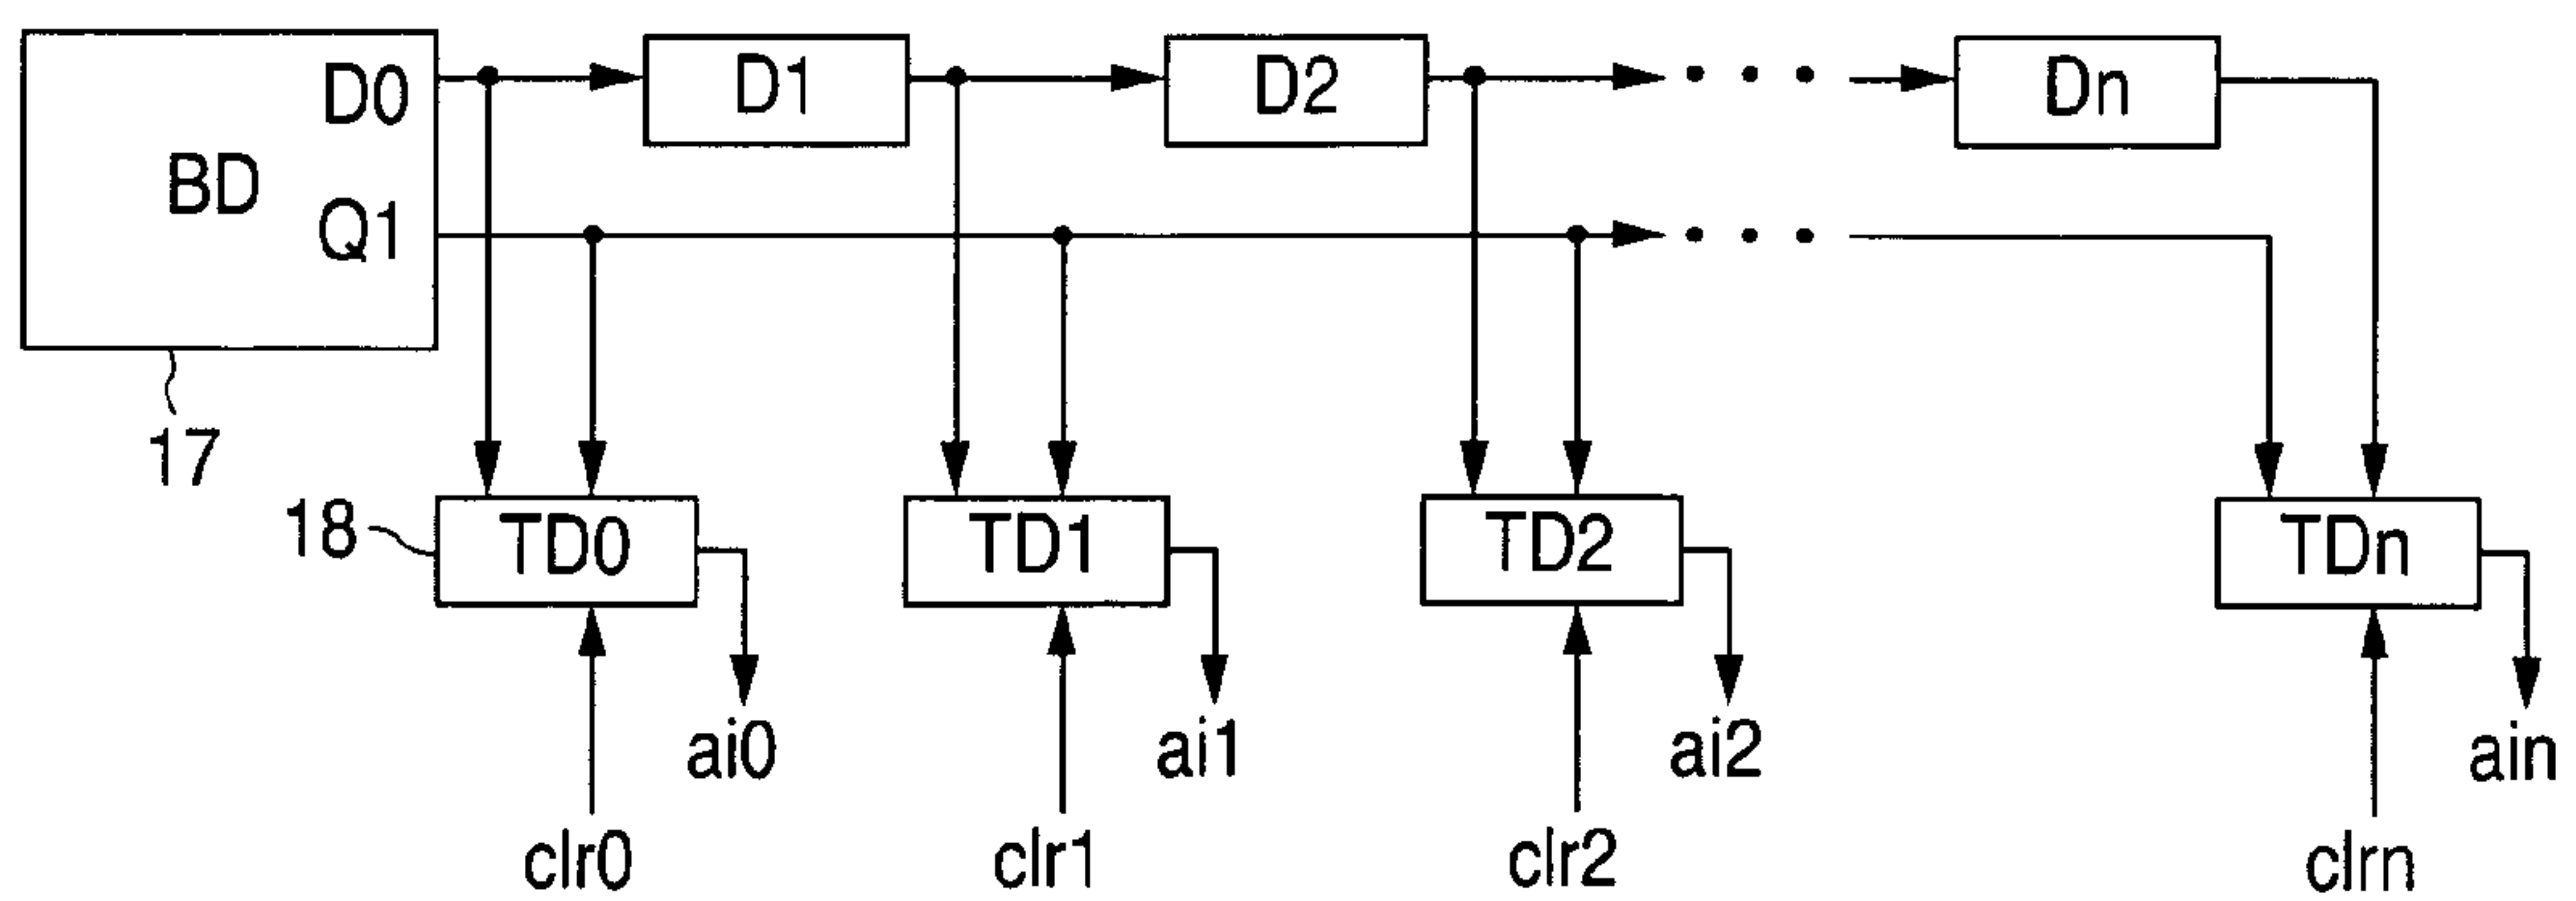 D0
D1
D2
Dn
BD
Q1
17
18
TD0
TD1
TD2
TDn
ai0
ai1
ai2
ain
clr0
clr1
clr2
clrn